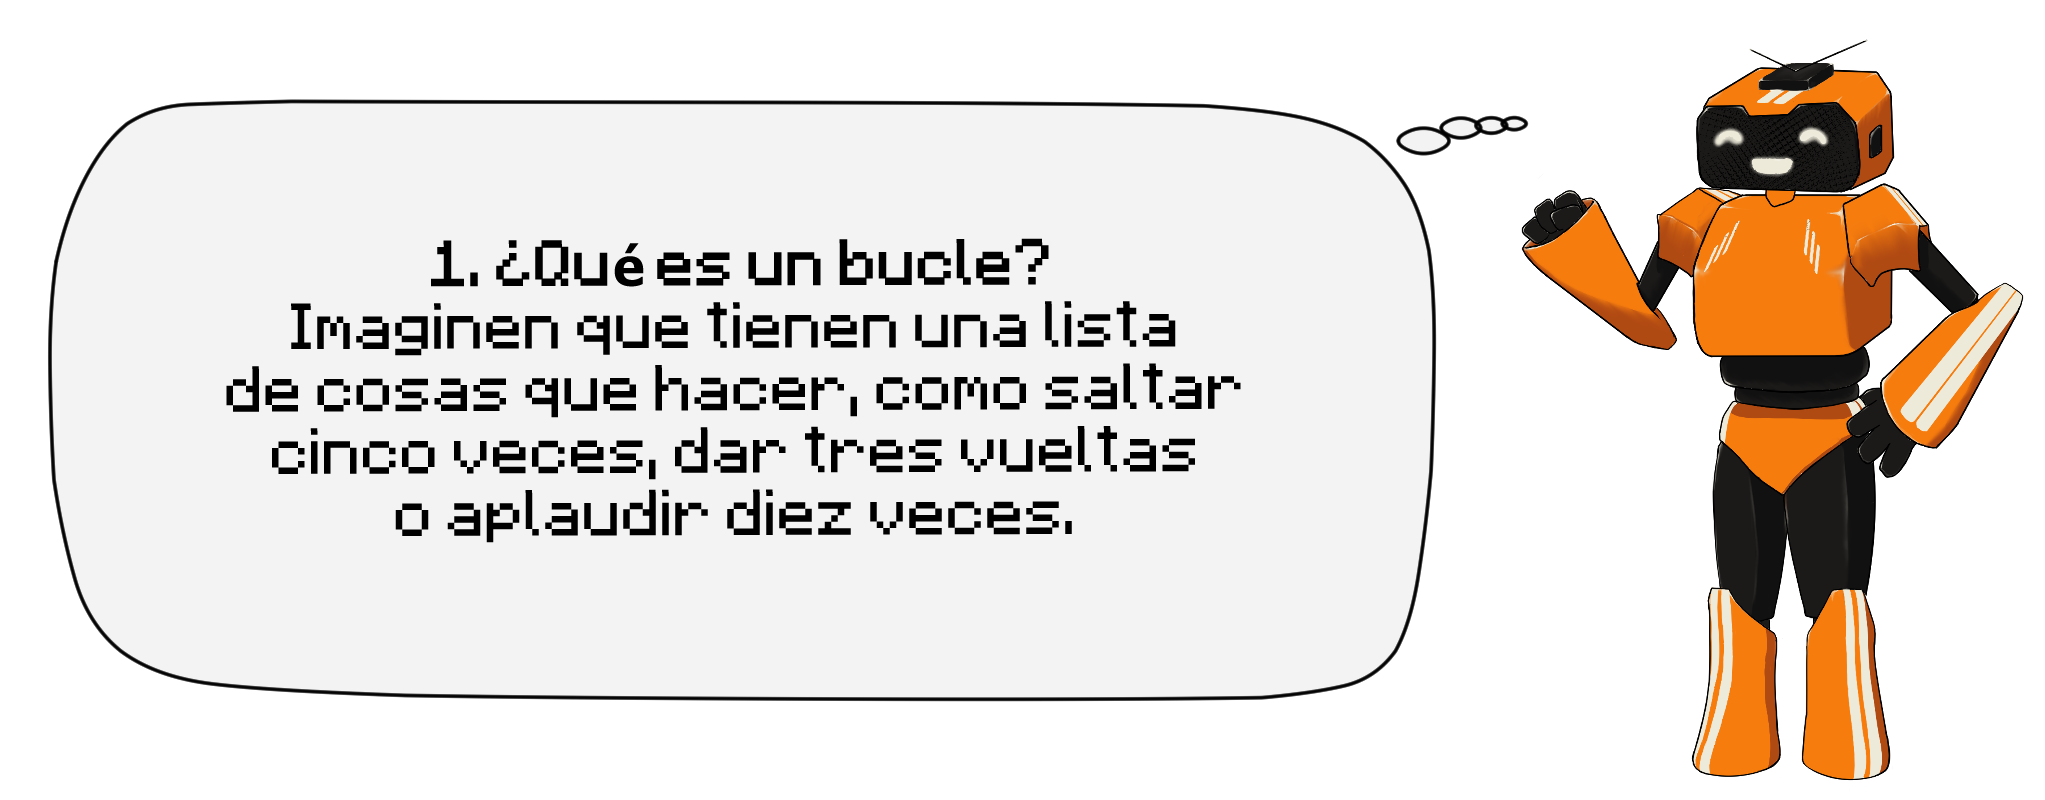 1. ¿Qué es un bucle?
Imaginen que tienen una lista
de cosas que hacer, como saltar
cinco veces, dar tres vueltas
o aplaudir diez veces.